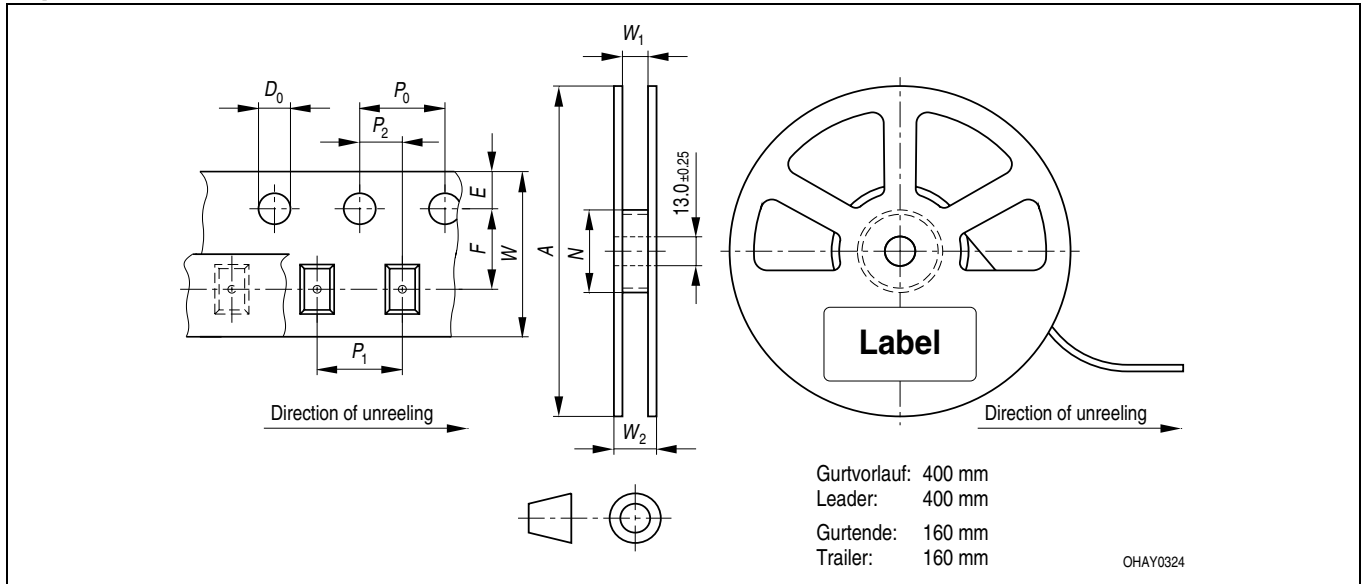 W1
D0
P0
P2
E
F
W
A
N
13.0±0.25
Label
P1
Direction of unreeling
W2
Direction of unreeling
Gurtvorlauf: 400 mm
Leader: 400 mm
Gurtende: 160 mm
Trailer: 160 mm
OHAY0324